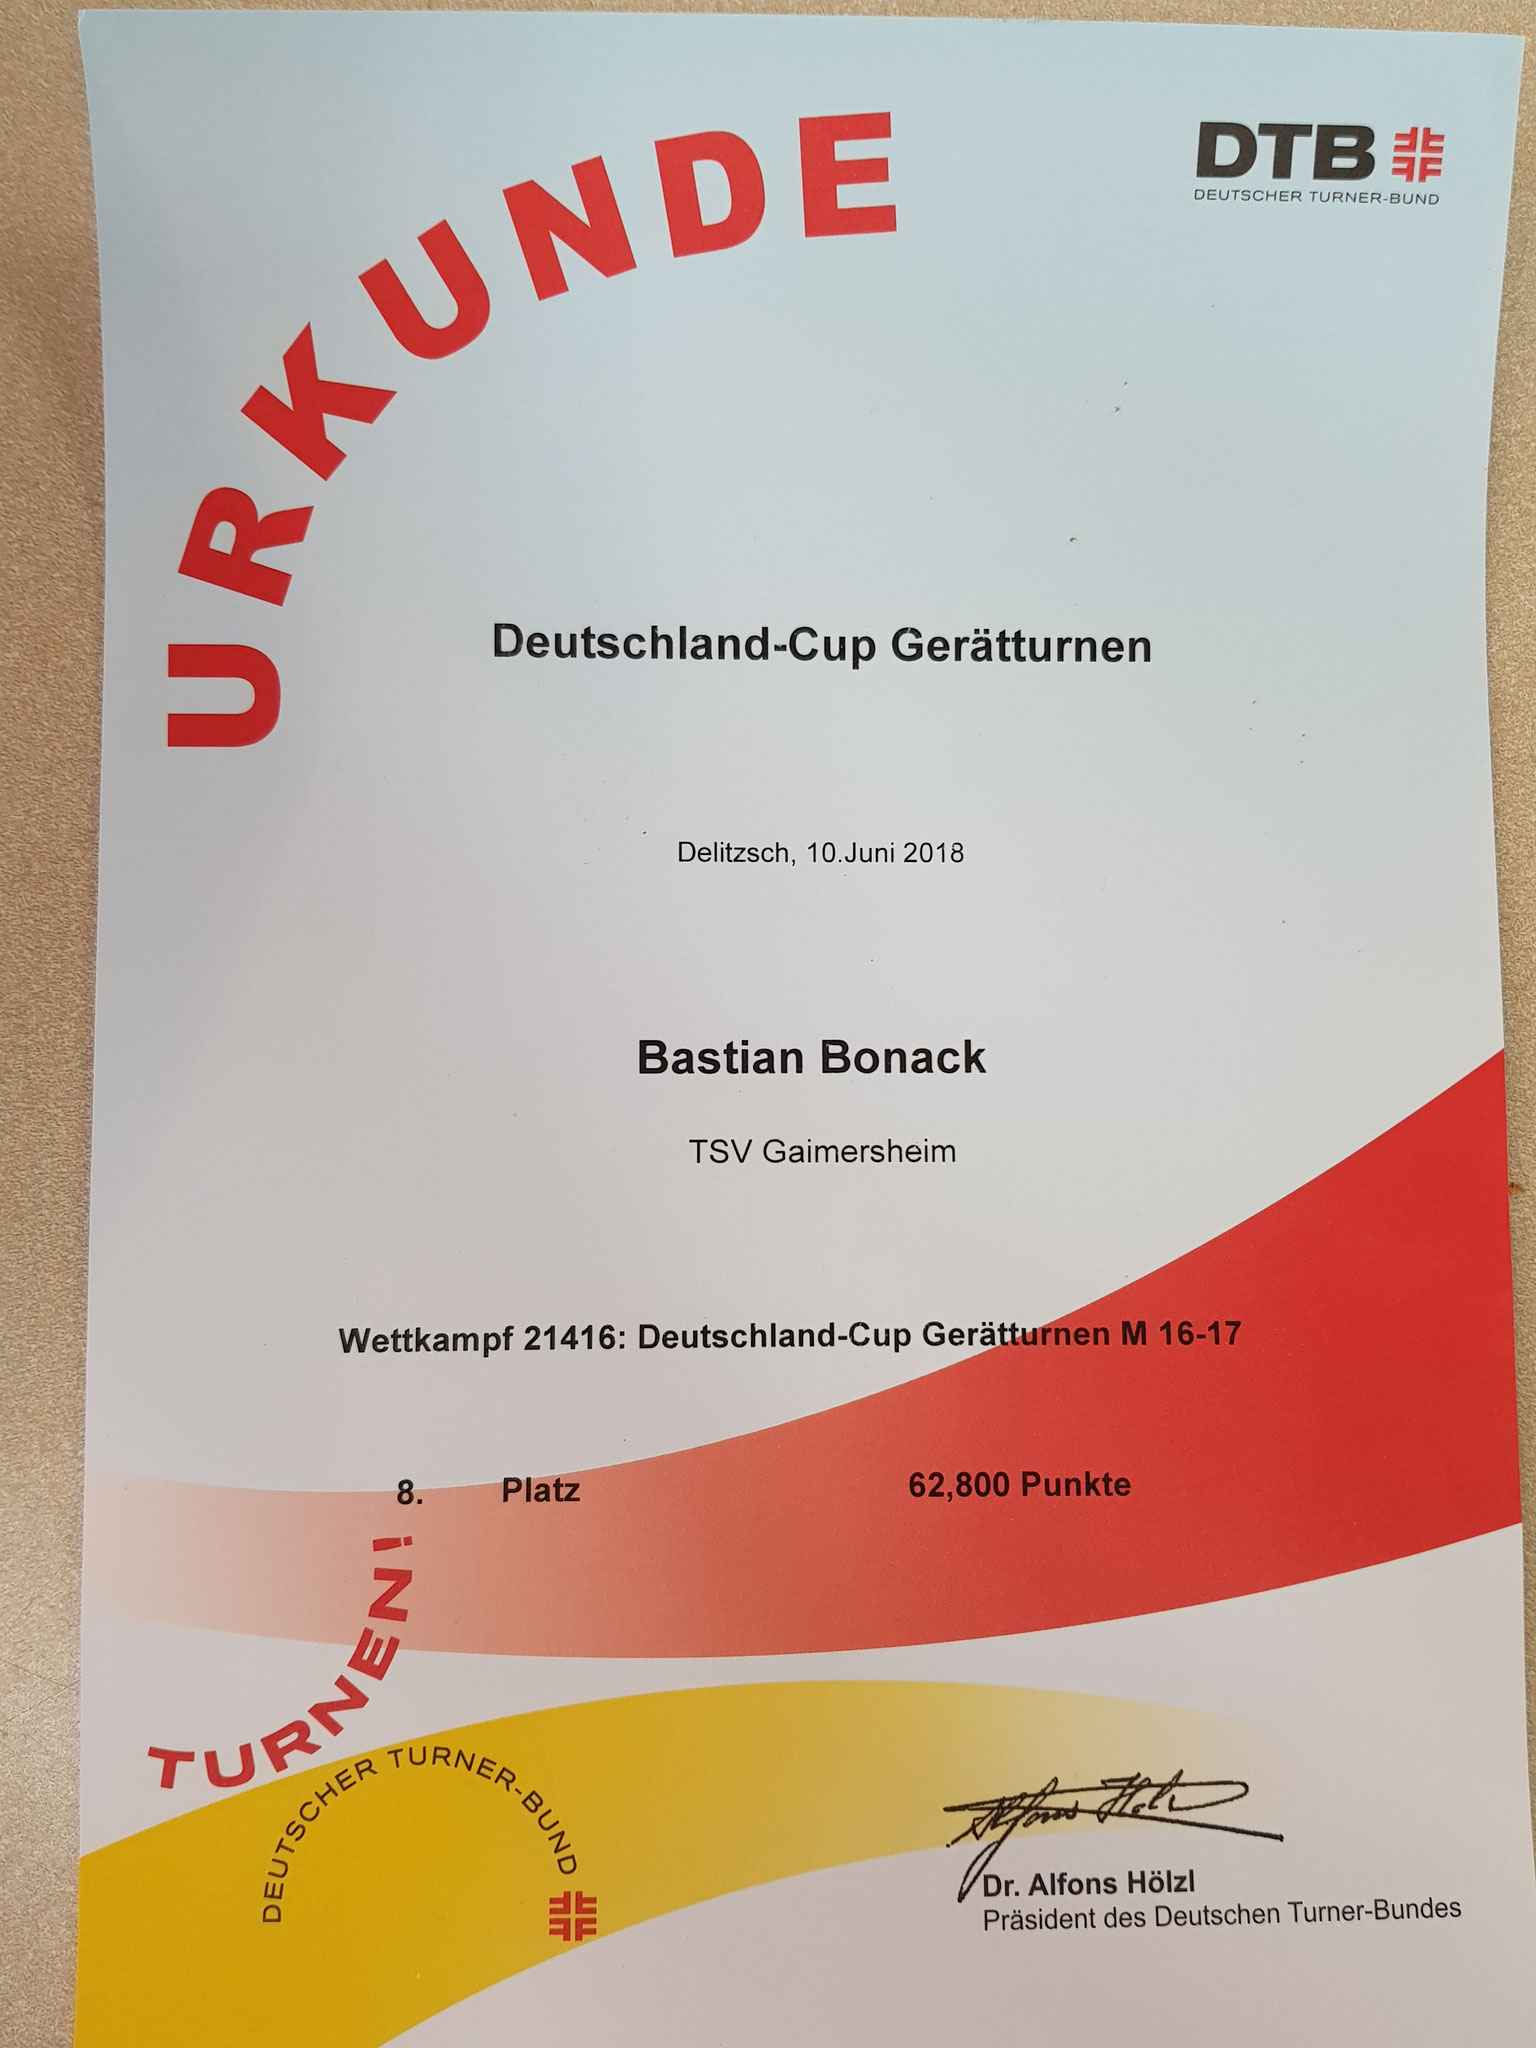 URKUNDE
DTB
DEUTSCHER TURNER-BUND
Deutschland-Cup Gerätturnen
Delitzsch, 10.Juni 2018
Bastian Bonack
TSV Gaimersheim
Wettkampf 21416: Deutschland-Cup Gerätturnen M 16-17
8. Platz 62,800 Punkte
TURNEN!
DEUTSCHER TURNER-BUND
Alfons Hölzl
Dr. Alfons Hölzl
Präsident des Deutschen Turner-Bundes